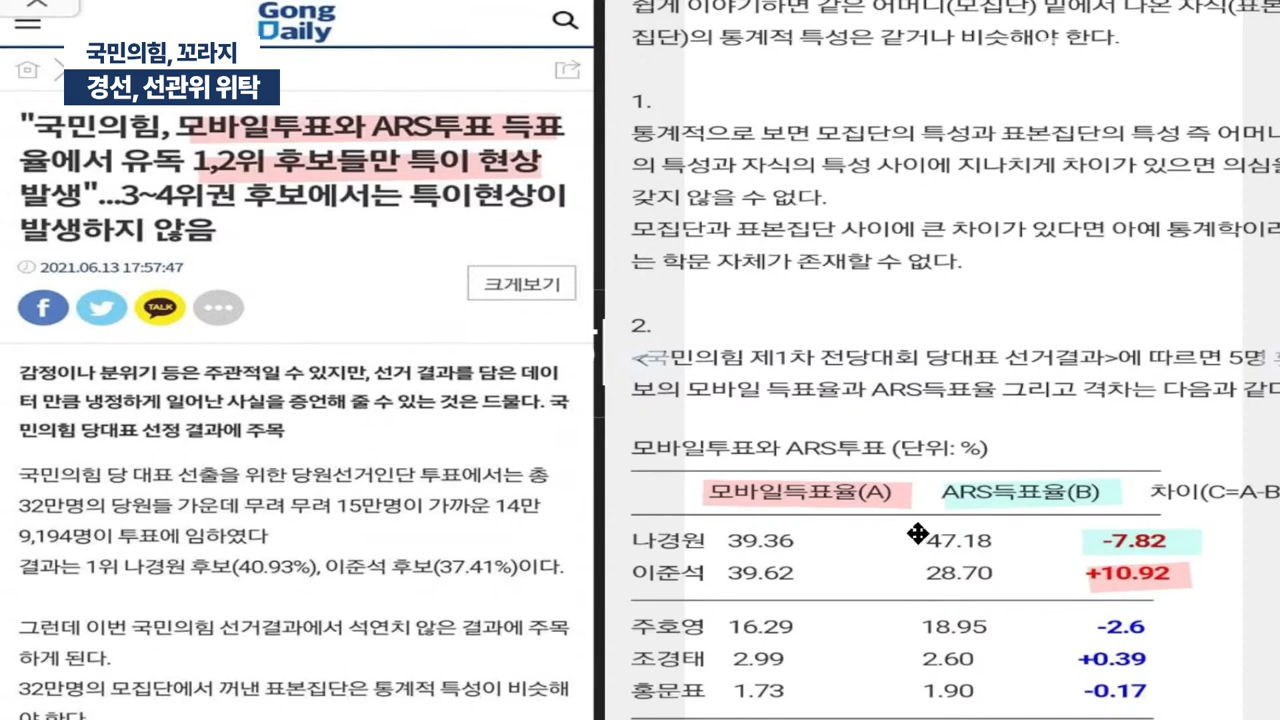 Gong
Daily
국민의힘, 꼬라지
경선, 선관위 위탁
"국민의힘, 모바일투표와 ARS투표 득표
율에서 유독 1,2위 후보들만 특이 현상
발생"...3~4위권 후보에서는 특이현상이
발생하지 않음
2021.06.13 17:57:47
크게보기
TALK
감정이나 분위기 등은 주관적일 수 있지만, 선거 결과를 담은 데이
터 만큼 냉정하게 일어난 사실을 증언해 줄 수 있는 것은 드물다. 국
민의힘 당대표 선정 결과에 주목
국민의힘 당 대표 선출을 위한 당원선거인단 투표에서는 총
32만명의 당원들 가운데 무려 무려 15만명이 가까운 14만
9,194명이 투표에 임하였다
결과는 1위 나경원 후보(40.93%), 이준석 후보(37.41%)이다.
그런데 이번 국민의힘 선거결과에서 석연치 않은 결과에 주목
하게 된다.
32만명의 모집단에서 꺼낸 표본집단은 통계적 특성이 비슷해
야 한다
쉽게 이야기하면 같은 어머니(모집단) 밑에서 나온 자식(표본
집단)의 통계적 특성은 같거나 비슷해야 한다.
1.
통계적으로 보면 모집단의 특성과 표본집단의 특성 즉 어머니
의 특성과 자식의 특성 사이에 지나치게 차이가 있으면 의심을
갖지 않을 수 없다.
모집단과 표본집단 사이에 큰 차이가 있다면 아예 통계학이라
는 학문 자체가 존재할 수 없다.
2.
<국민의힘 제1차 전당대회 당대표 선거결과>에 따르면 5명
보의 모바일 득표율과 ARS득표율 그리고 격차는 다음과 같다
모바일투표와 ARS투표 (단위: %)
모바일득표율(A) ARS득표율(B) 차이(C=A-B
나경원 39.36 47.18 -7.82
이준석 39.62 28.70 +10.92
주호영 16.29 18.95 -2.6
조경태 2.99 2.60 +0.39
홍문표 1.73 1.90 -0.17